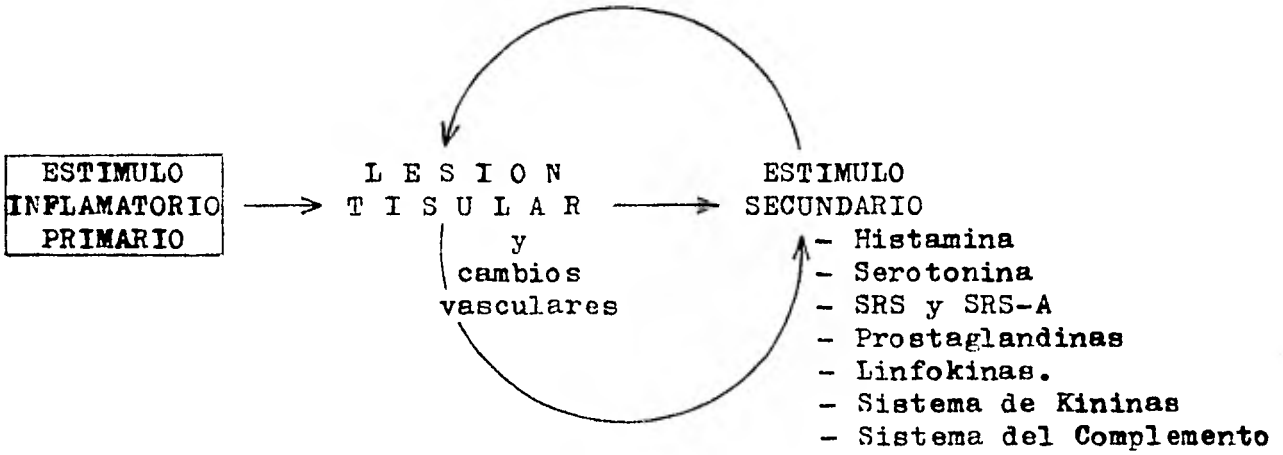 ESTIMULO
INFLAMATORIO
PRIMARIO
L E S I O N
T I S U L A R
y
cambios
vasculares
ESTIMULO
SECUNDARIO
- Histamina
- Serotonina
- SRS y SRS-A
- Prostaglandinas
- Linfokinas.
- Sistema de Kininas
- Sistema del Complemento